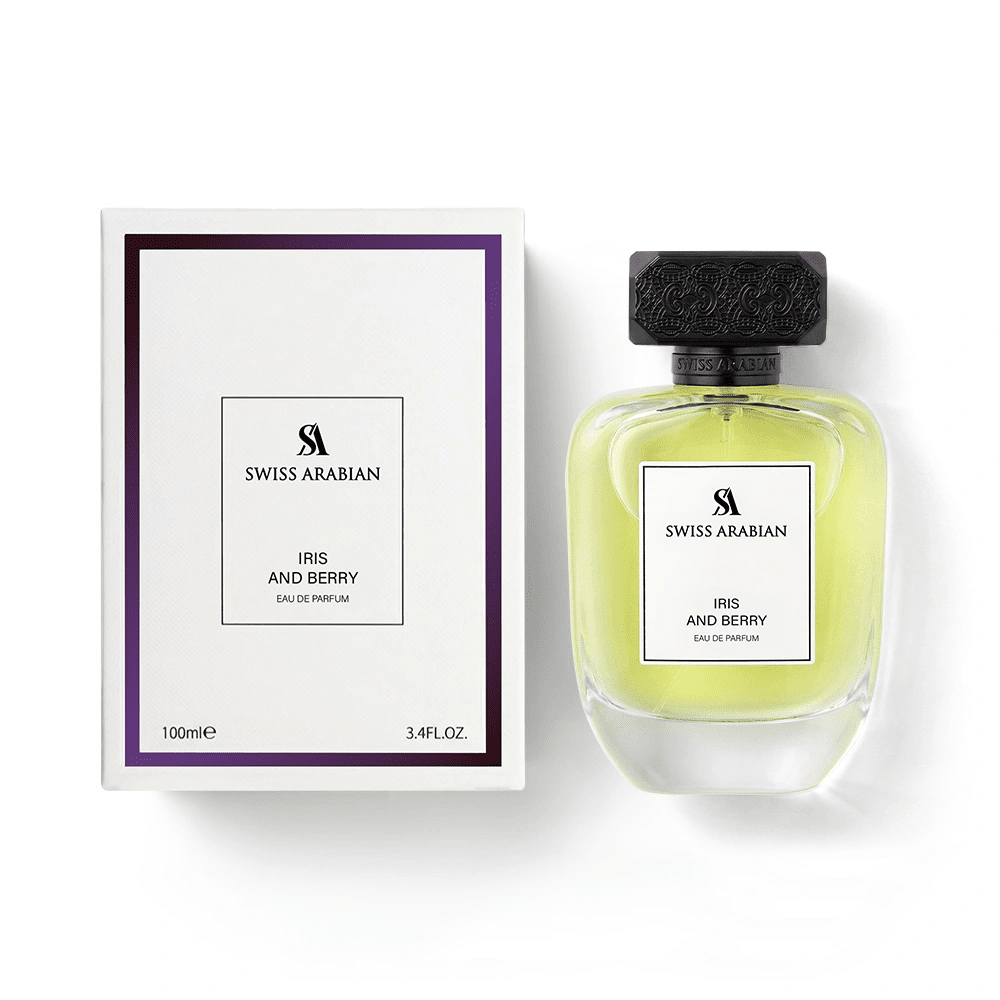 SA
SWISS ARABIAN
IRIS
AND BERRY
EAU DE PARFUM
100ml℮
3.4FL.OZ.
SWISS ARABIAN
SA
SWISS ARABIAN
IRIS
AND BERRY
EAU DE PARFUM